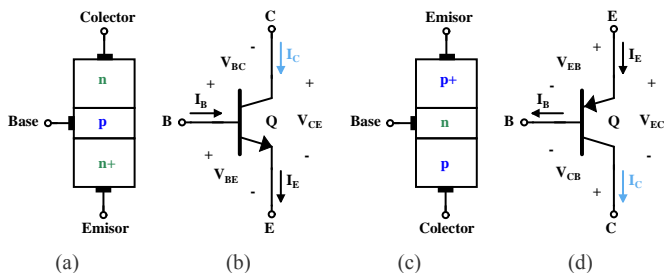 Colector
n
Base
p
n+
Emisor
(a)
C
- I_C
V_BC
+ +
I_B
B Q V_CE
+ -
V_BE I_E
-
E
(b)
Emisor
p+
Base
n
p
Colector
(c)
E
+ I_E
V_EB
- +
I_B
B Q V_EC
- -
V_CB
+ I_C
C
(d)